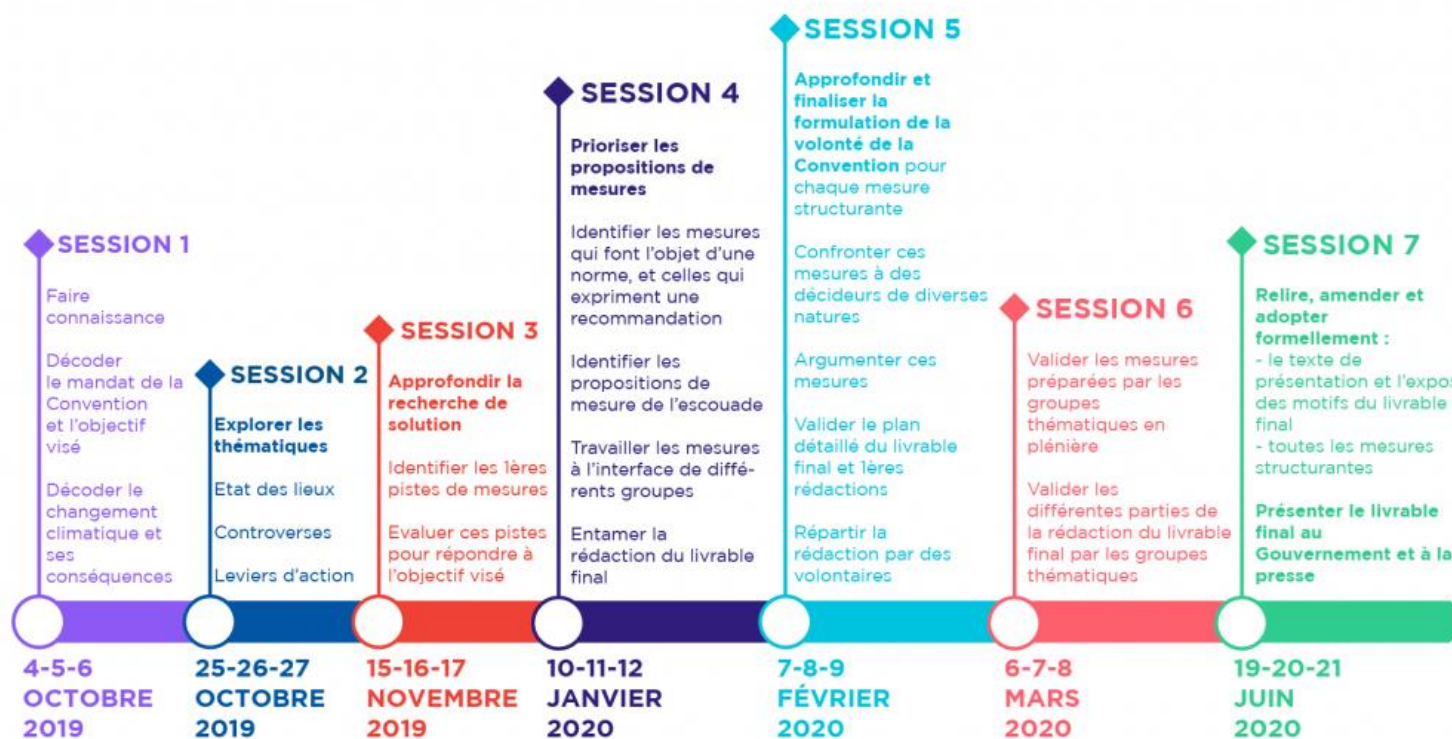 SESSION 1
Faire
connaissance
Décoder
le mandat de la
Convention
et l'objectif
visé
Décoder le
changement
climatique et
ses
conséquences
4-5-6
OCTOBRE
2019
SESSION 2
Explorer les
thématiques
Etat des lieux
Controverses
Leviers d'action
25-26-27
OCTOBRE
2019
SESSION 3
Approfondir la
recherche de
solution
Identifier les 1ères
pistes de mesures
Evaluer ces pistes
pour répondre à
l'objectif visé
15-16-17
NOVEMBRE
2019
SESSION 4
Prioriser les
propositions de
mesures
Identifier les mesures
qui font l'objet d'une
norme, et celles qui
expriment une
recommandation
Identifier les
propositions de
mesure de l'escouade
Travailler les mesures
à l'interface de diffé-
rents groupes
Entamer la
rédaction du livrable
final
10-11-12
JANVIER
2020
SESSION 5
Approfondir et
finaliser la
formulation de la
volonté de la
Convention pour
chaque mesure
structurante
Confronter ces
mesures à des
décideurs de diverses
natures
Argumenter ces
mesures
Valider le plan
détaillé du livrable
final et 1ères
rédactions
Répartir la
rédaction par des
volontaires
7-8-9
FÉVRIER
2020
SESSION 6
Valider les mesures
préparées par les
groupes
thématiques en
plénière
Valider les
différentes parties de
la rédaction du livrable
final par les groupes
thématiques
6-7-8
MARS
2020
SESSION 7
Relire, amender et
adopter
formellement :
- le texte de
présentation et l'expos
des motifs du livrable
final
- toutes les mesures
structurantes
Présenter le livrable
final au
Gouvernement et à la
presse
19-20-21
JUIN
2020